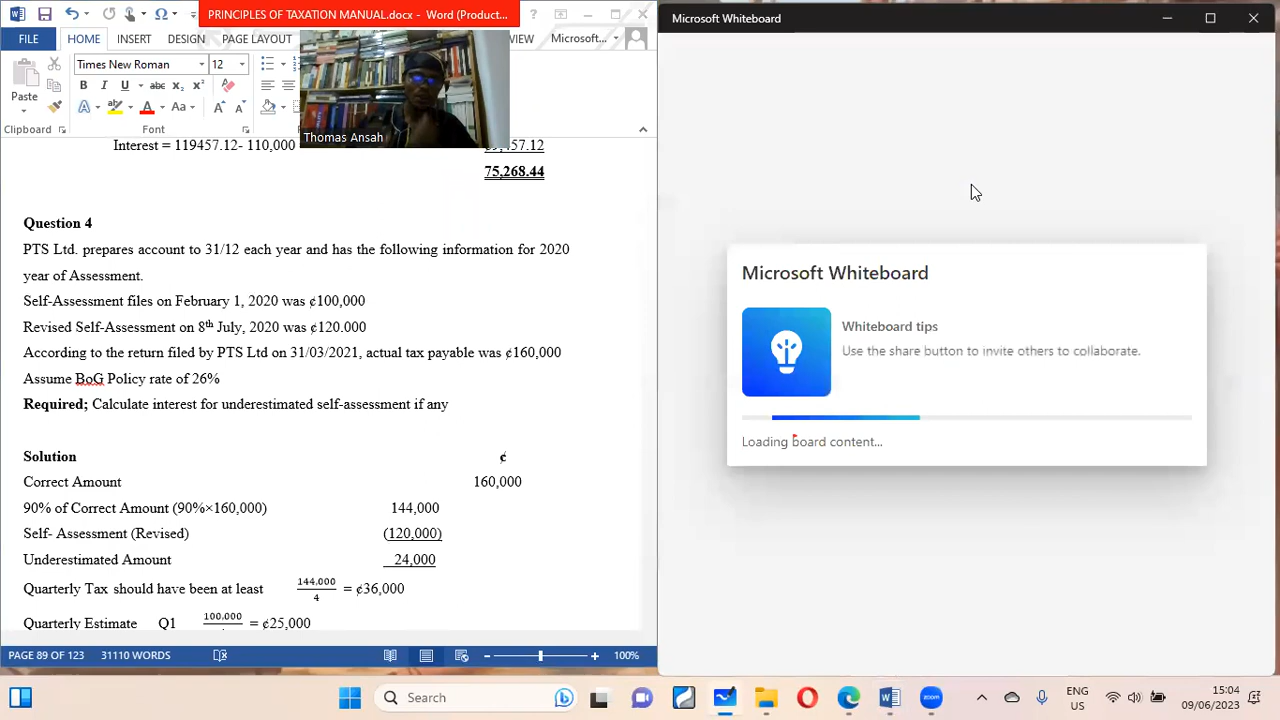 PRINCIPLES OF TAXATION MANUAL.docx - Word (Product...
FILE HOME INSERT DESIGN PAGE LAYOUT VIEW Microsoft...
Times New Roman 12
Paste
B I U abc X₂ X²
A A Aa A A
Clipboard Font
Thomas Ansah
Interest = 119457.12- 110,000
75,268.44
Question 4
PTS Ltd. prepares account to 31/12 each year and has the following information for 2020
year of Assessment.
Self-Assessment files on February 1, 2020 was ¢100,000
Revised Self-Assessment on 8th July, 2020 was ¢120.000
According to the return filed by PTS Ltd on 31/03/2021, actual tax payable was ¢160,000
Assume BoG Policy rate of 26%
Required; Calculate interest for underestimated self-assessment if any
Solution ¢
Correct Amount 160,000
90% of Correct Amount (90%×160,000) 144,000
Self- Assessment (Revised) (120,000)
Underestimated Amount 24,000
Quarterly Tax should have been at least 144,000/4 = ¢36,000
Quarterly Estimate Q1 100,000 = ¢25,000
PAGE 89 OF 123 31110 WORDS 100%
Microsoft Whiteboard
Microsoft Whiteboard
Whiteboard tips
Use the share button to invite others to collaborate.
Loading board content...
Search
zoom
ENG
US
15:04
09/06/2023